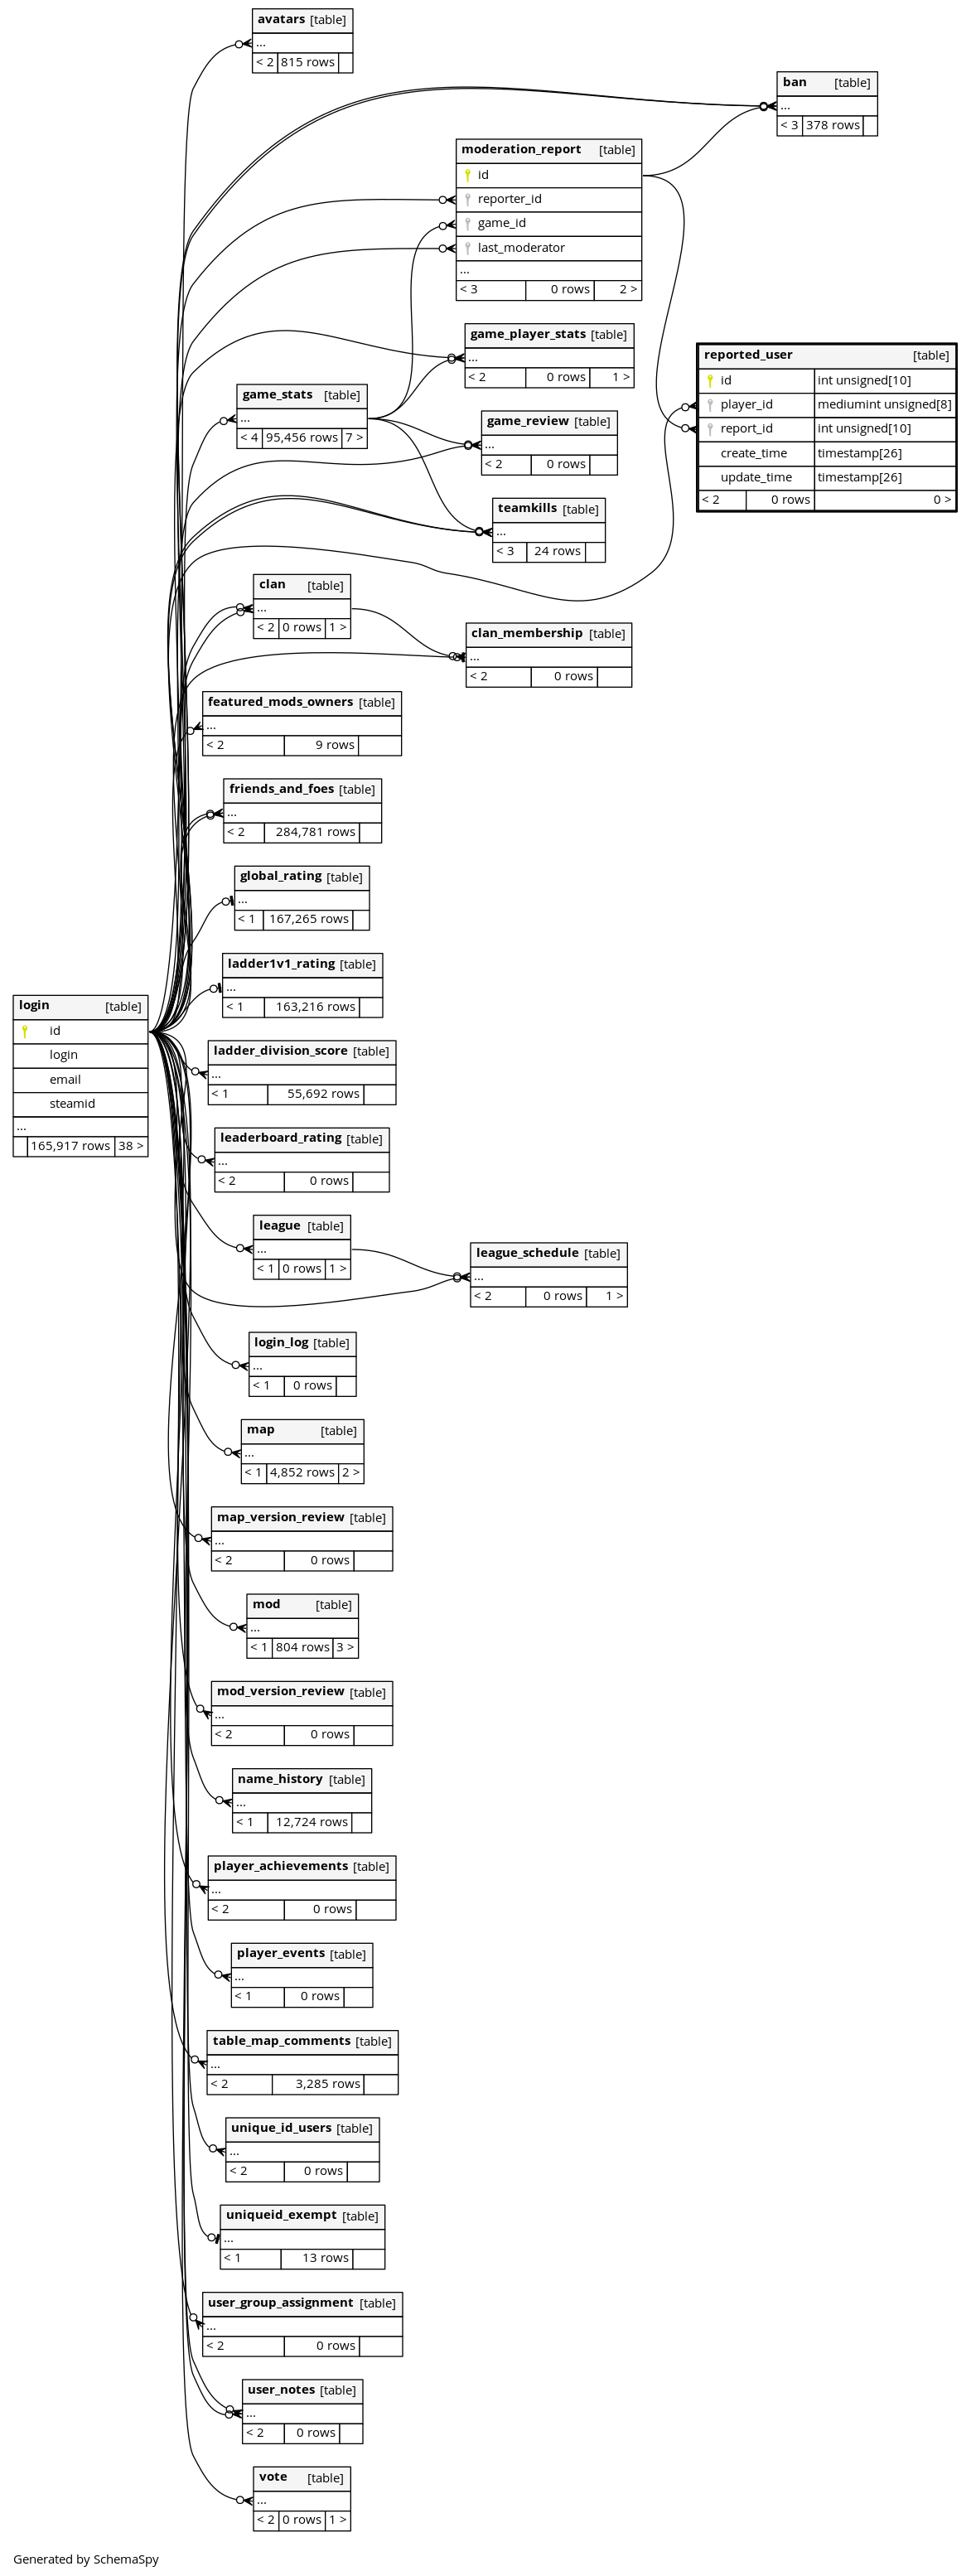 avatars [table]
...
< 2 815 rows
ban [table]
...
< 3 378 rows
moderation_report [table]
id
reporter_id
game_id
last_moderator
...
< 3 0 rows 2 >
game_player_stats [table]
...
< 2 0 rows 1 >
reported_user [table]
id int unsigned[10]
player_id mediumint unsigned[8]
report_id int unsigned[10]
create_time timestamp[26]
update_time timestamp[26]
< 2 0 rows 0 >
game_stats [table]
...
< 4 95,456 rows 7 >
game_review [table]
...
< 2 0 rows
teamkills [table]
...
< 3 24 rows
clan [table]
...
< 2 0 rows 1 >
clan_membership [table]
...
< 2 0 rows
featured_mods_owners [table]
...
< 2 9 rows
friends_and_foes [table]
...
< 2 284,781 rows
global_rating [table]
...
< 1 167,265 rows
ladder1v1_rating [table]
...
< 1 163,216 rows
login [table]
id
login
email
steamid
...
165,917 rows 38 >
ladder_division_score [table]
...
< 1 55,692 rows
leaderboard_rating [table]
...
< 2 0 rows
league [table]
...
< 1 0 rows 1 >
league_schedule [table]
...
< 2 0 rows 1 >
login_log [table]
...
< 1 0 rows
map [table]
...
< 1 4,852 rows 2 >
map_version_review [table]
...
< 2 0 rows
mod [table]
...
< 1 804 rows 3 >
mod_version_review [table]
...
< 2 0 rows
name_history [table]
...
< 1 12,724 rows
player_achievements [table]
...
< 2 0 rows
player_events [table]
...
< 1 0 rows
table_map_comments [table]
...
< 2 3,285 rows
unique_id_users [table]
...
< 2 0 rows
uniqueid_exempt [table]
...
< 1 13 rows
user_group_assignment [table]
...
< 2 0 rows
user_notes [table]
...
< 2 0 rows
vote [table]
...
< 2 0 rows 1 >
Generated by SchemaSpy